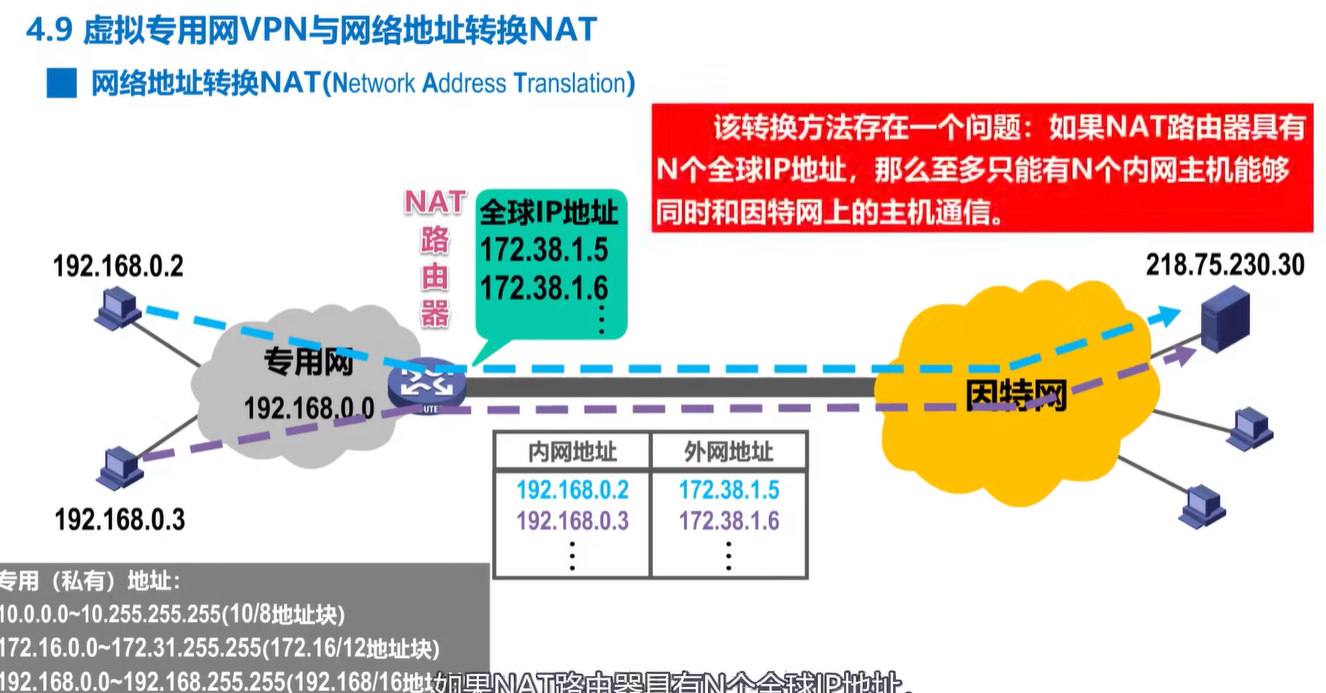 4.9 虚拟专用网VPN与网络地址转换NAT
网络地址转换NAT(Network Address Translation)
该转换方法存在一个问题：如果NAT路由器具有
N个全球IP地址，那么至多只能有N个内网主机能够
同时和因特网上的主机通信。
NAT
路
由
器
全球IP地址
172.38.1.5
172.38.1.6
⋮
192.168.0.2
218.75.230.30
专用网
192.168.0.0
UTE
因特网
192.168.0.3
内网地址 外网地址
192.168.0.2 172.38.1.5
192.168.0.3 172.38.1.6
⋮ ⋮
专用（私有）地址：
10.0.0.0~10.255.255.255(10/8地址块)
172.16.0.0~172.31.255.255(172.16/12地址块)
192.168.0.0~192.168.255.255(192.168/16地
如果NAT路由器具有N个全球IP地址，